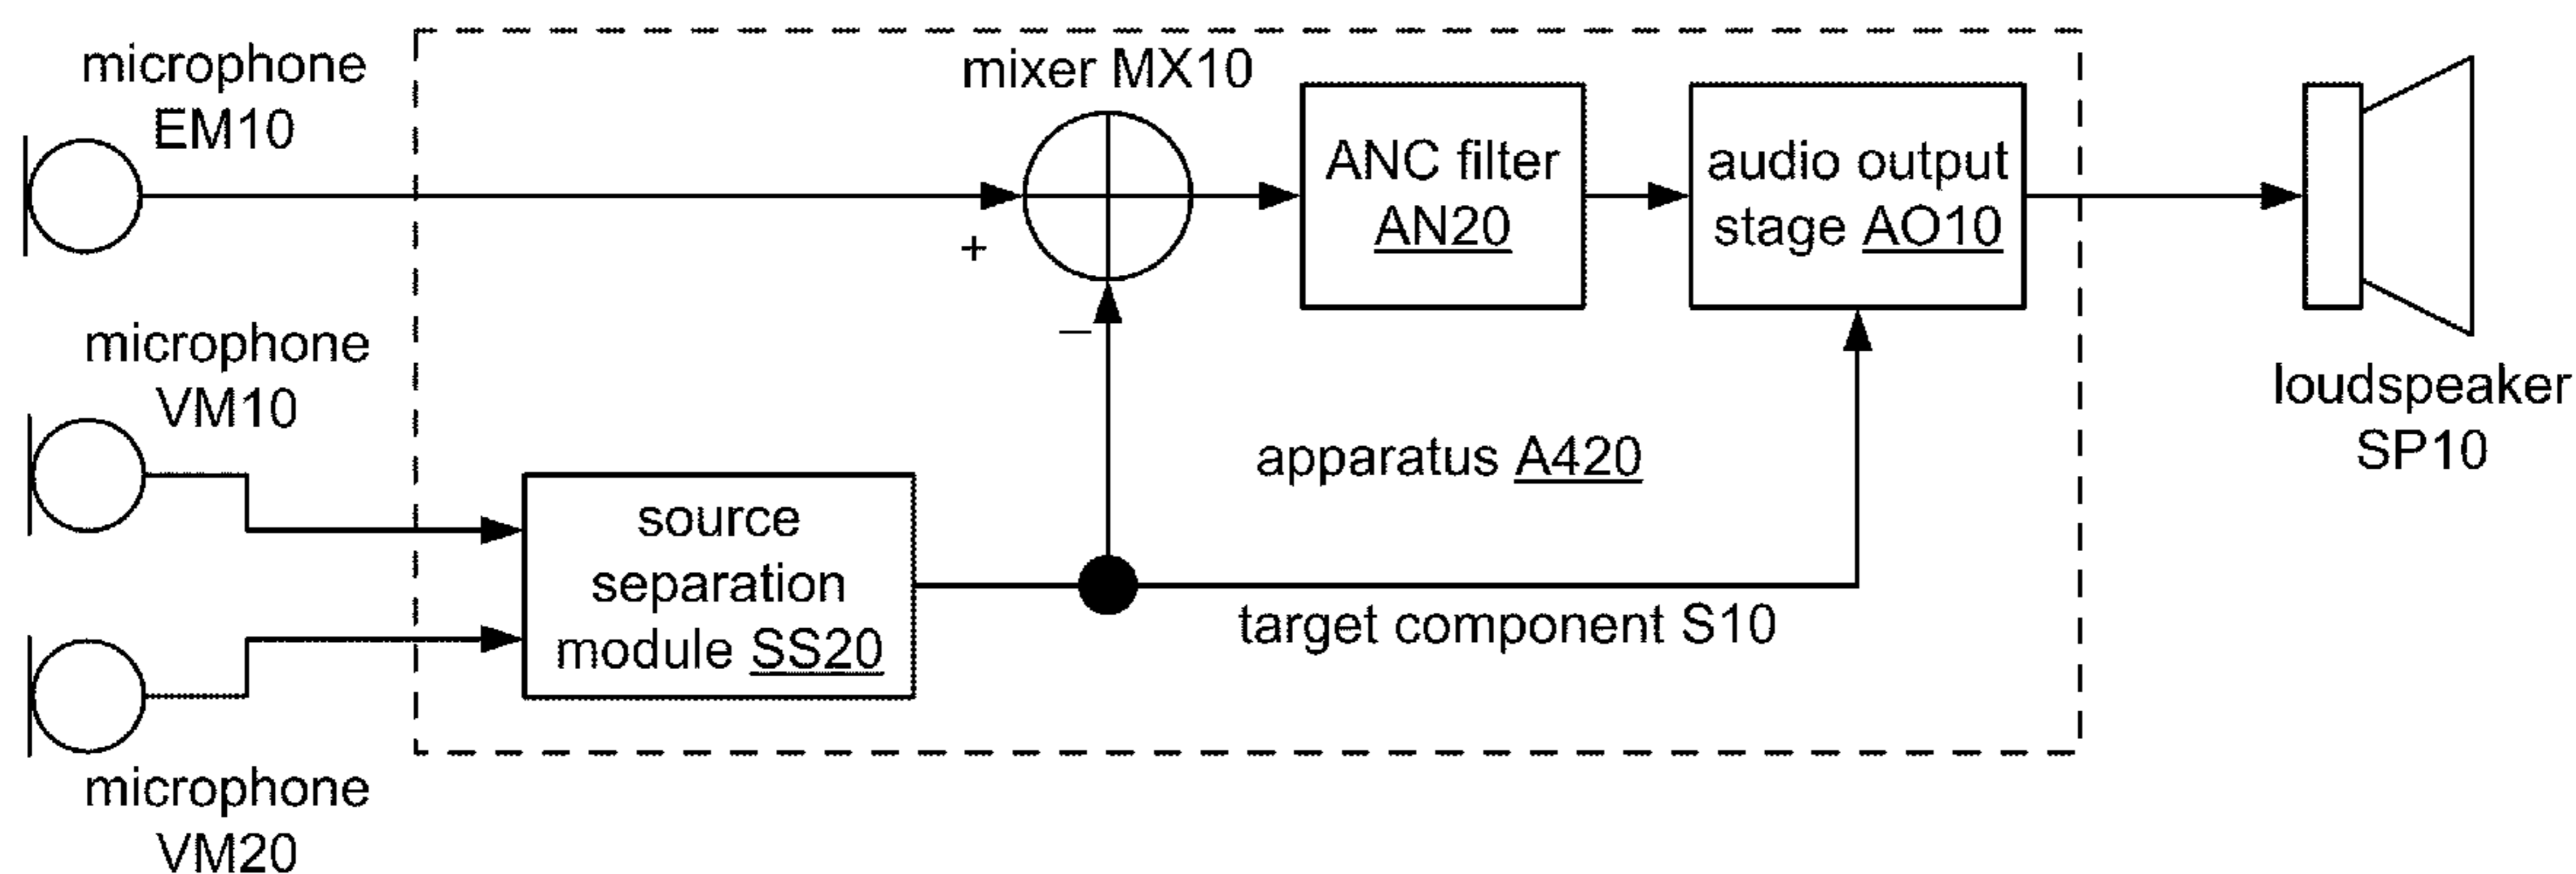 microphone
EM10
mixer MX10
ANC filter
AN20
audio output
stage AO10
+
–
microphone
VM10
loudspeaker
SP10
apparatus A420
source
separation
module SS20
target component S10
microphone
VM20